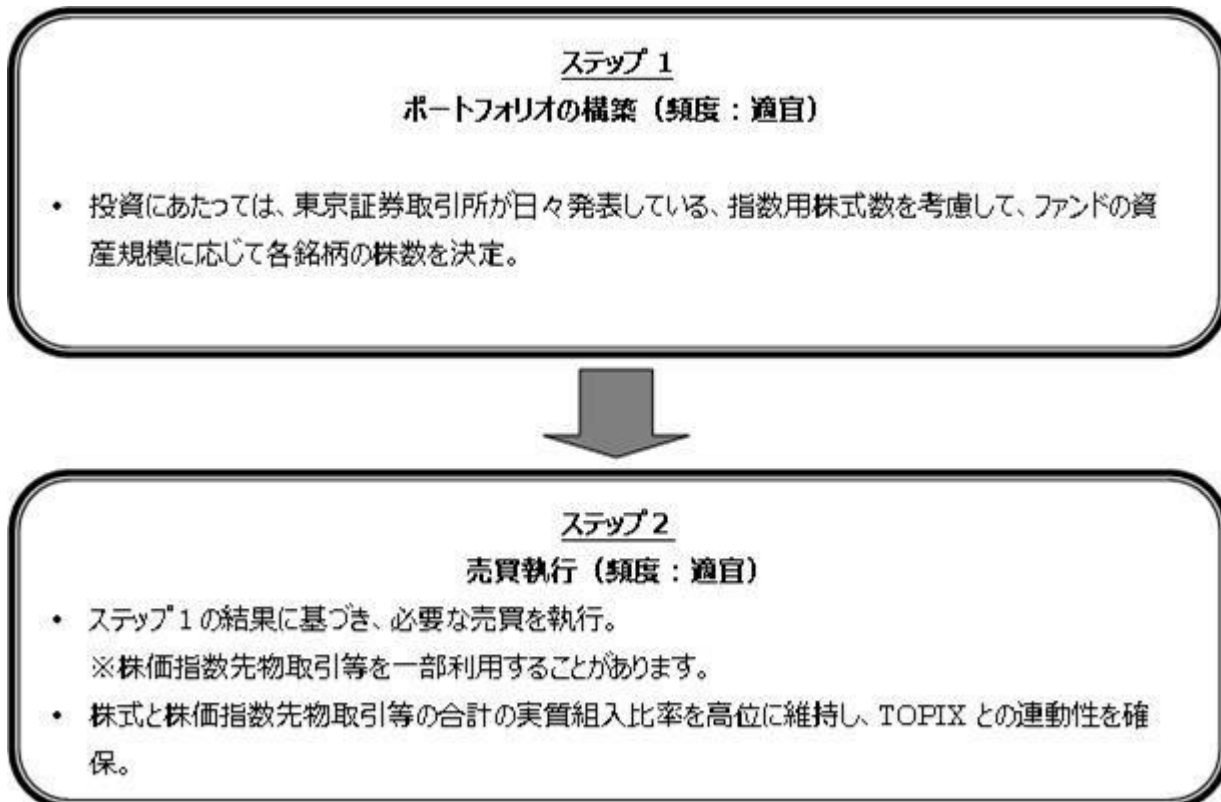 ステップ 1
ポートフォリオの構築（頻度：適宜）
• 投資にあたっては、東京証券取引所が日々発表している、指数用株式数を考慮して、ファンドの資
産規模に応じて各銘柄の株数を決定。
ステップ 2
売買執行（頻度：適宜）
• ステップ 1 の結果に基づき、必要な売買を執行。
※株価指数先物取引等を一部利用することがあります。
• 株式と株価指数先物取引等の合計の実質組入比率を高位に維持し、TOPIX との連動性を確
保。